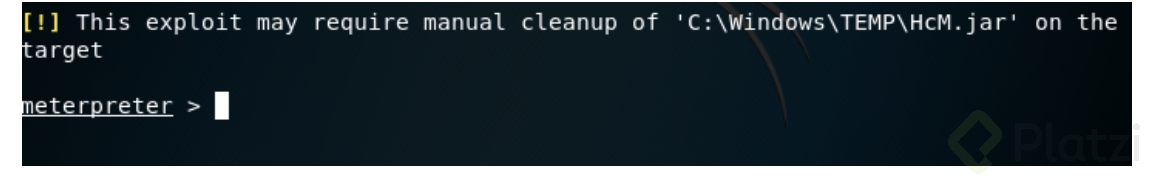 [!] This exploit may require manual cleanup of 'C:\Windows\TEMP\HcM.jar' on the
target
meterpreter >
Platzi